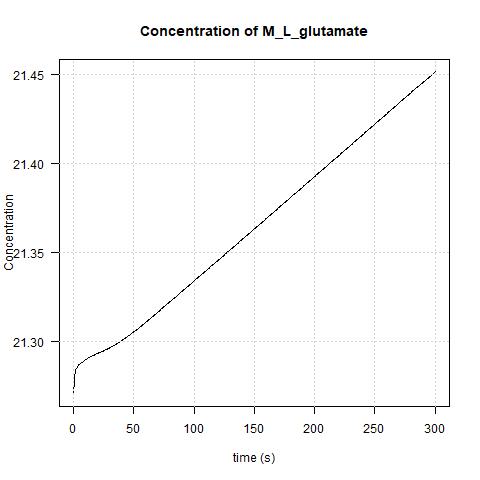 Concentration of M_L_glutamate
Concentration
21.45
21.40
21.35
21.30
0 50 100 150 200 250 300
time (s)